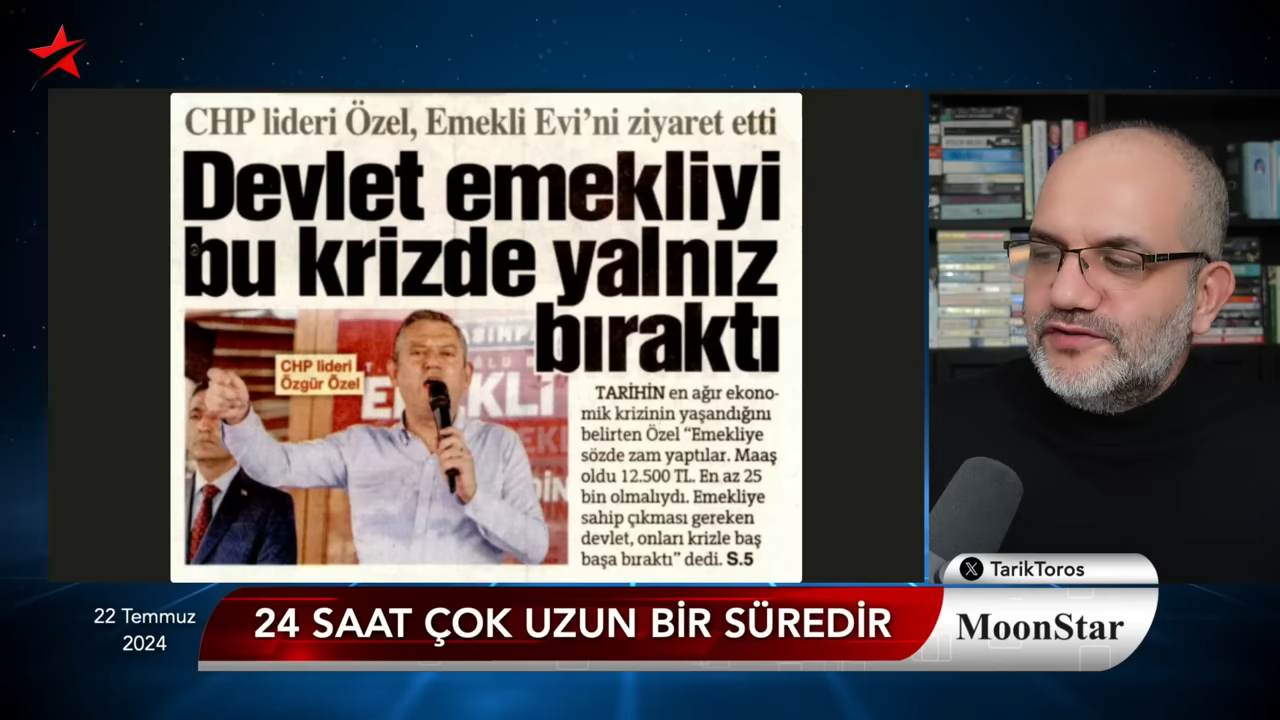 CHP lideri Özel, Emekli Evi'ni ziyaret etti
Devlet emekliyi
bu krizde yalnız
bıraktı
CHP lideri
Özgür Özel
TARİHİN en ağır ekono-
mik krizinin yaşandığını
belirten Özel “Emekliye
sözde zam yaptılar. Maaş
oldu 12.500 TL. En az 25
bin olmalıydı. Emekliye
sahip çıkması gereken
devlet, onları krizle baş
başa bıraktı” dedi. S.5
TarikToros
22 Temmuz
2024
24 SAAT ÇOK UZUN BİR SÜREDİR
MoonStar